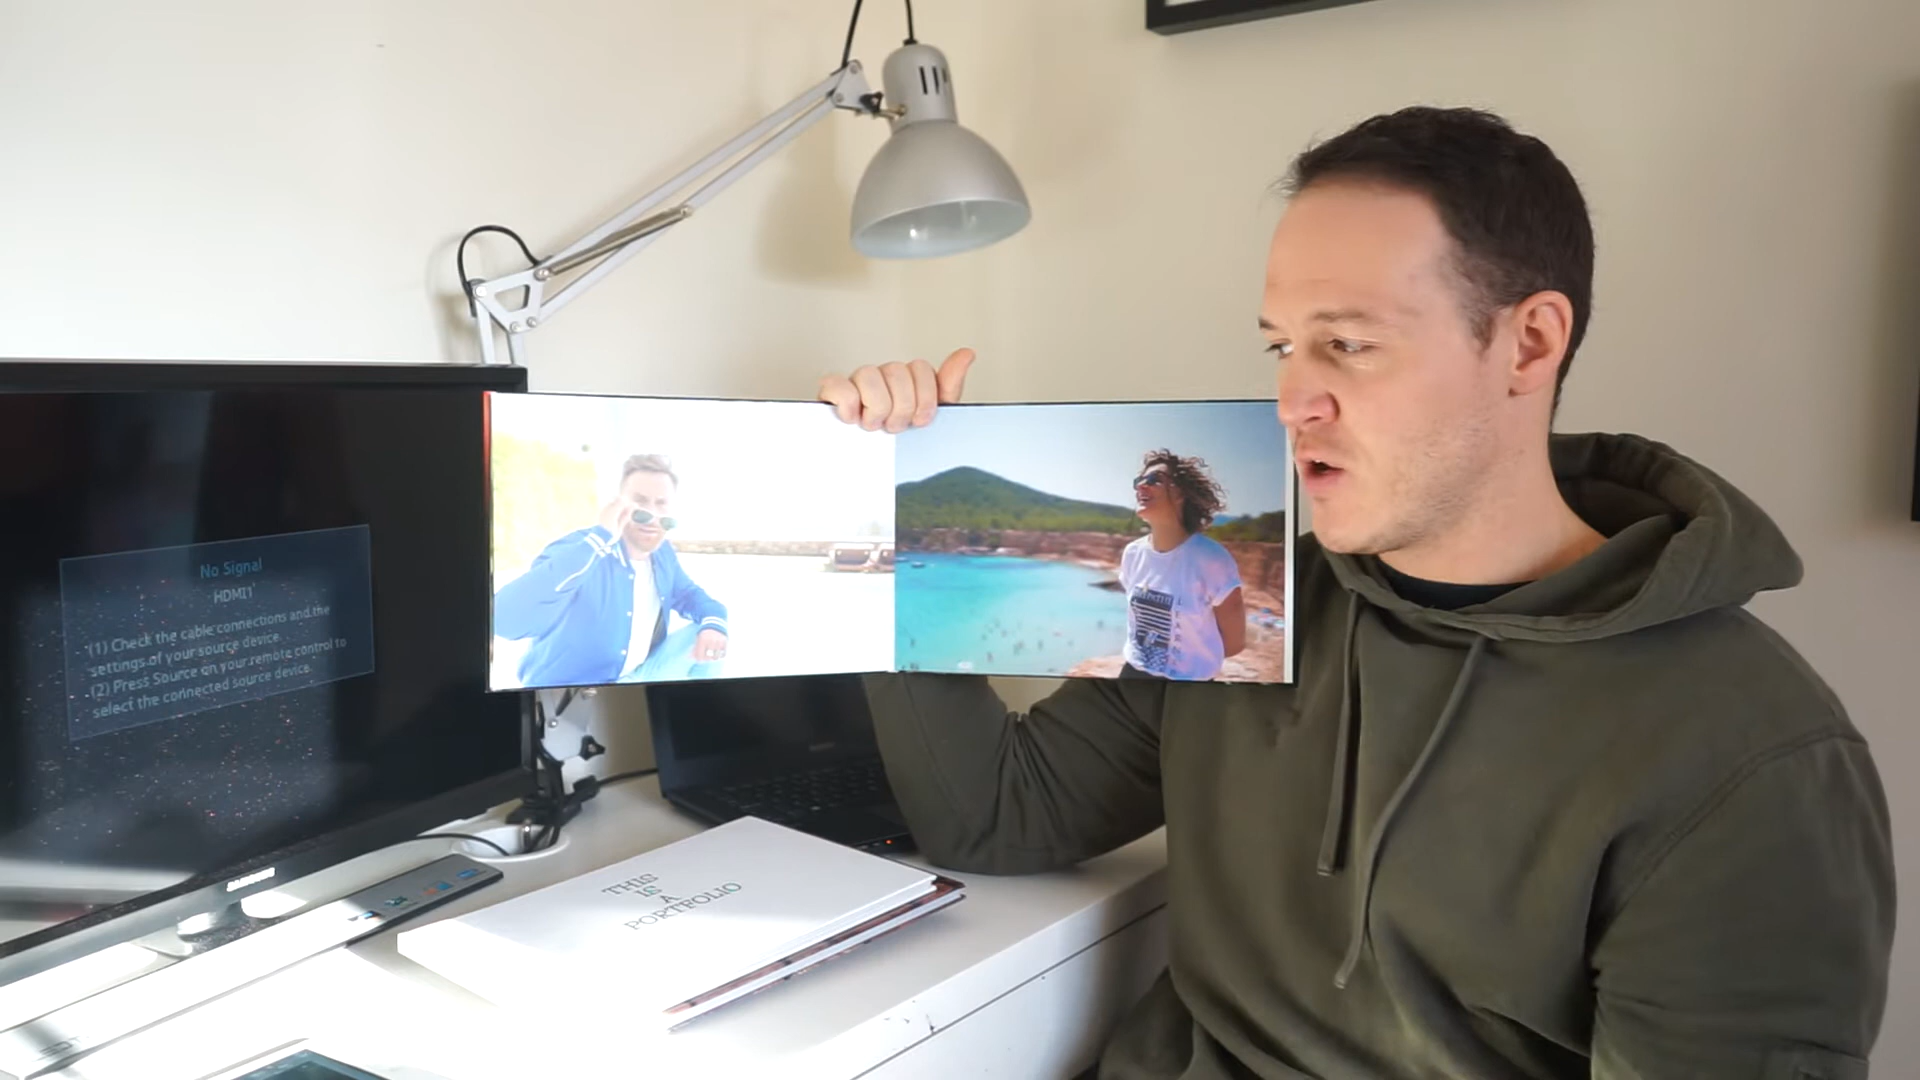 No Signal
HDMI1
(1) Check the cable connections and the
settings of your source device.
(2) Press Source on your remote control to
select the connected source device.
SAMSUNG
THIS
IS
A
PORTFOLIO